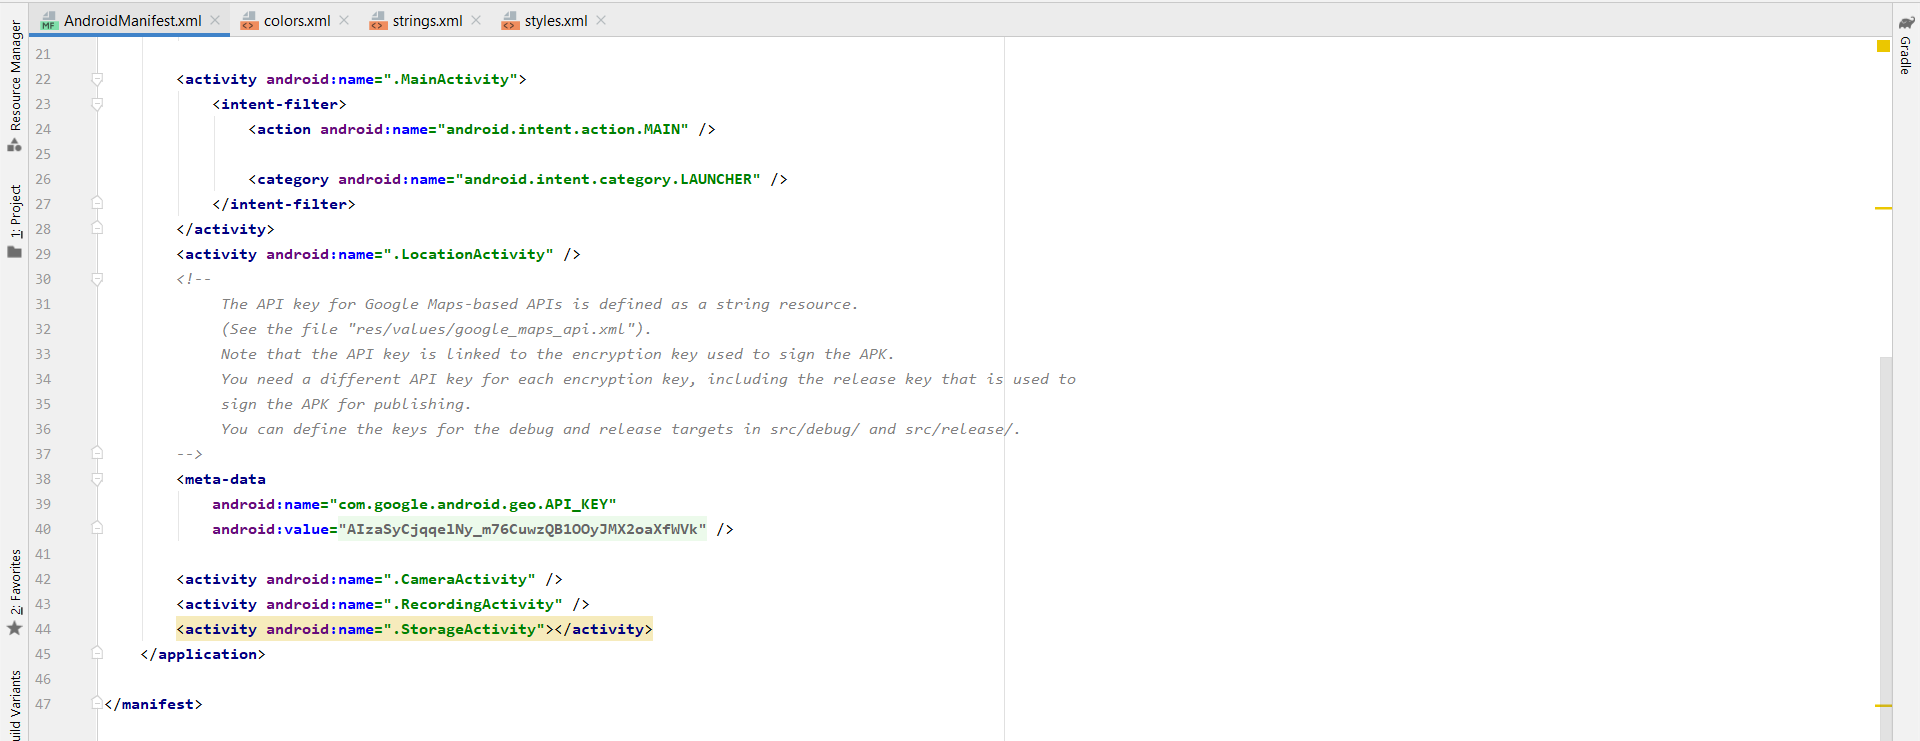 AndroidManifest.xml colors.xml strings.xml styles.xml
Resource Manager
1: Project
2: Favorites
uild Variants
Gradle
21
22 <activity android:name=".MainActivity">
23 <intent-filter>
24 <action android:name="android.intent.action.MAIN" />
25
26 <category android:name="android.intent.category.LAUNCHER" />
27 </intent-filter>
28 </activity>
29 <activity android:name=".LocationActivity" />
30 <!--
31 The API key for Google Maps-based APIs is defined as a string resource.
32 (See the file "res/values/google_maps_api.xml").
33 Note that the API key is linked to the encryption key used to sign the APK.
34 You need a different API key for each encryption key, including the release key that is used to
35 sign the APK for publishing.
36 You can define the keys for the debug and release targets in src/debug/ and src/release/.
37 -->
38 <meta-data
39 android:name="com.google.android.geo.API_KEY"
40 android:value="AIzaSyCjqqelNy_m76CuwzQB1OOyJMX2oaXfWVk" />
41
42 <activity android:name=".CameraActivity" />
43 <activity android:name=".RecordingActivity" />
44 <activity android:name=".StorageActivity"></activity>
45 </application>
46
47 </manifest>